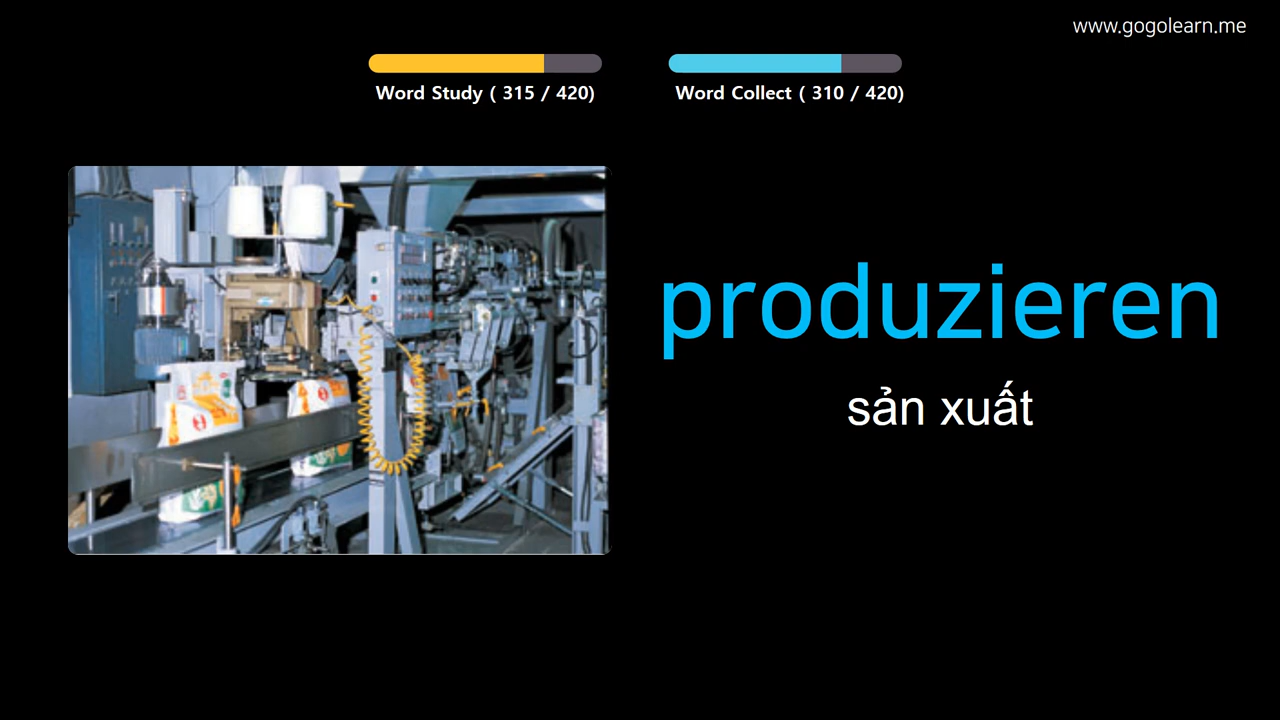 www.gogolearn.me
Word Study ( 315 / 420)
Word Collect ( 310 / 420)
produzieren
sản xuất